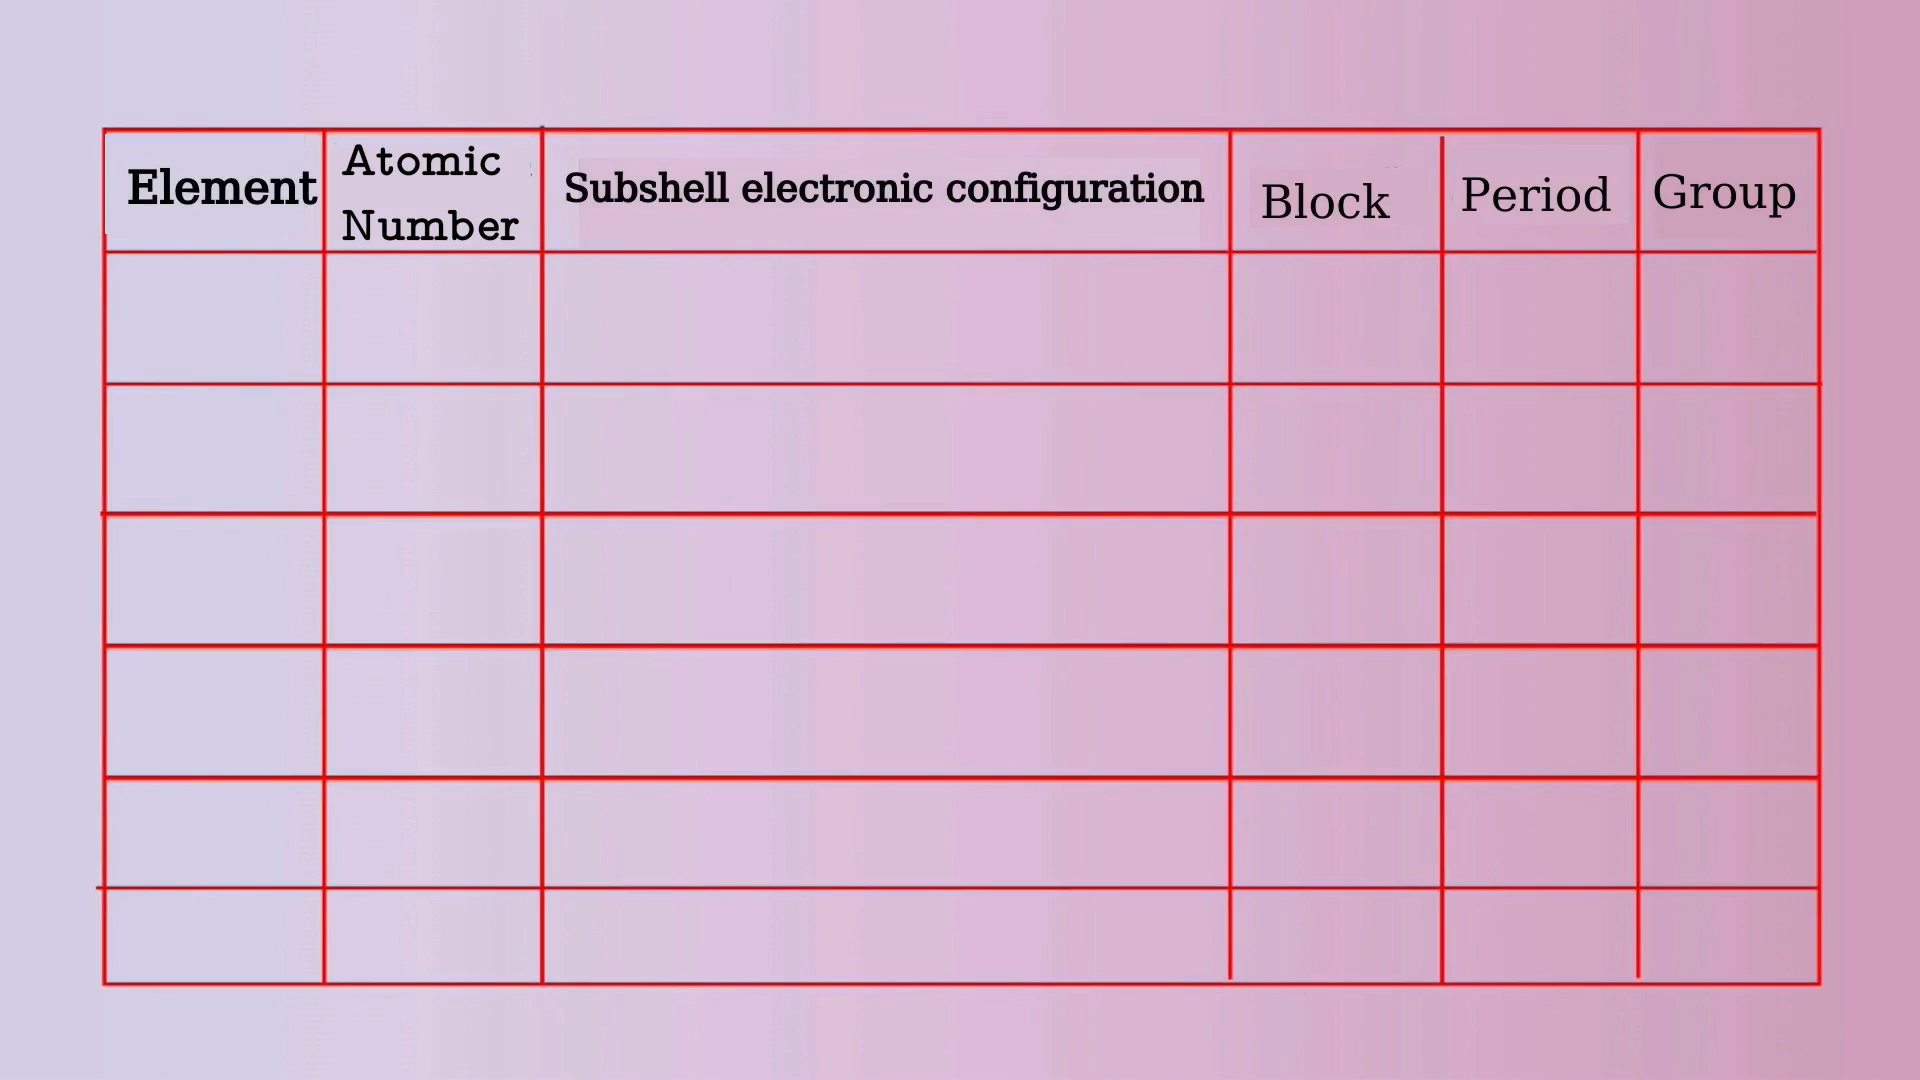 Element
Atomic
Number
Subshell electronic configuration
Block
Period
Group